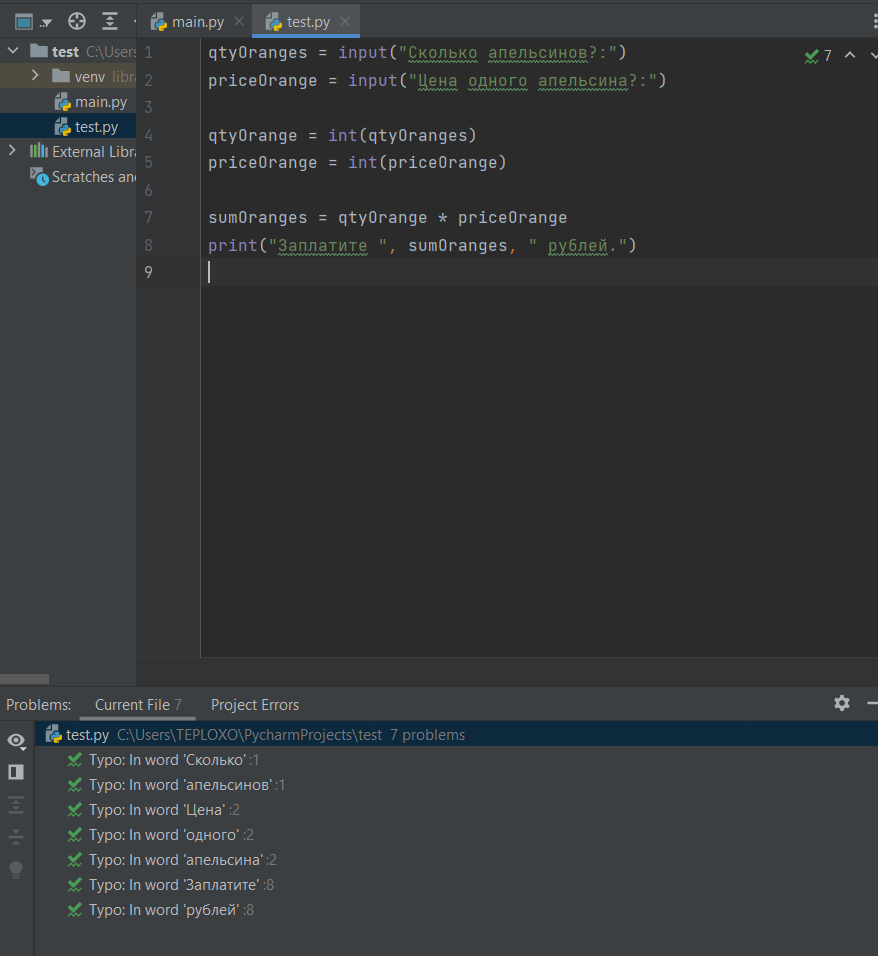 main.py
test.py
test C:\Users
venv
main.py
test.py
External Libra
Scratches an
1 qtyOranges = input("Сколько апельсинов?:")
2 priceOrange = input("Цена одного апельсина?:")
3
4 qtyOrange = int(qtyOranges)
5 priceOrange = int(priceOrange)
6
7 sumOranges = qtyOrange * priceOrange
8 print("Заплатите ", sumOranges, " рублей.")
9
7
Problems: Current File 7 Project Errors
test.py C:\Users\TEPLOXO\PycharmProjects\test 7 problems
Typo: In word 'Сколько' :1
Typo: In word 'апельсинов' :1
Typo: In word 'Цена' :2
Typo: In word 'одного' :2
Typo: In word 'апельсина' :2
Typo: In word 'Заплатите' :8
Typo: In word 'рублей' :8